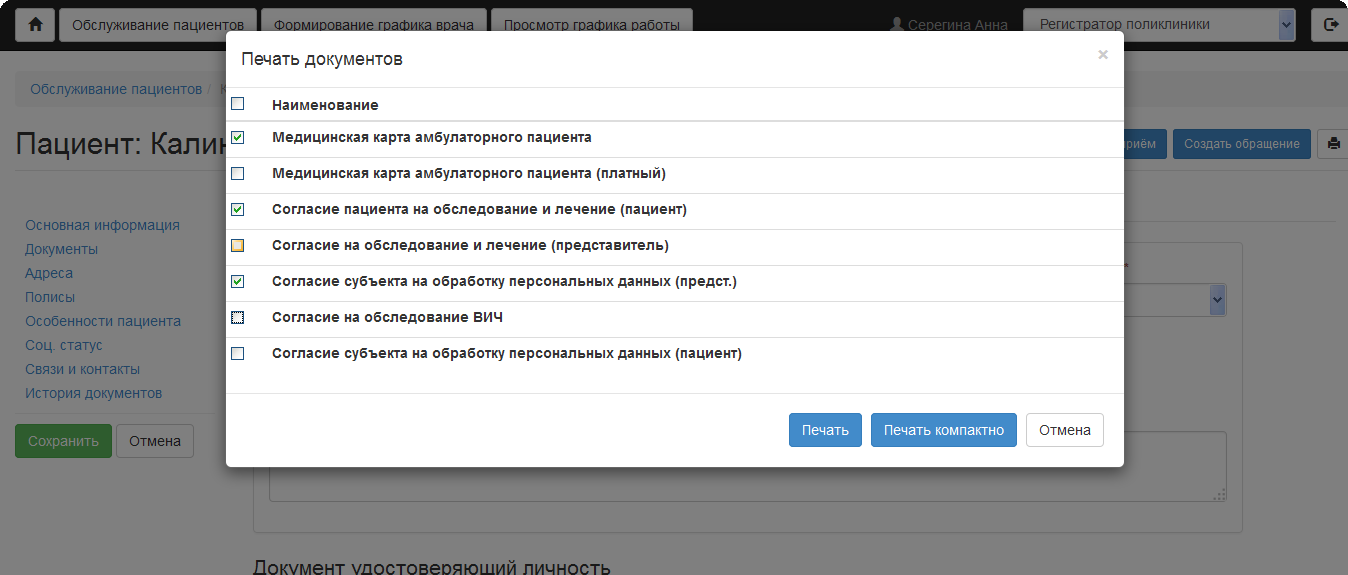 Обслуживание пациентов Формирование графика врача Просмотр графика работы Серегина Анна Регистратор поликлиники
Печать документов ×
Обслуживание пациентов /
Наименование
Пациент:
Создать обращение
Медицинская карта амбулаторного пациента
Медицинская карта амбулаторного пациента (платный)
Согласие пациента на обследование и лечение (пациент)
Согласие на обследование и лечение (представитель)
Согласие субъекта на обработку персональных данных (предст.)
Согласие на обследование ВИЧ
Согласие субъекта на обработку персональных данных (пациент)
Печать Печать компактно Отмена
Основная информация
Документы
Адреса
Полисы
Особенности пациента
Соц. статус
Связи и контакты
История документов
Сохранить Отмена
Документ удостоверяющий личность